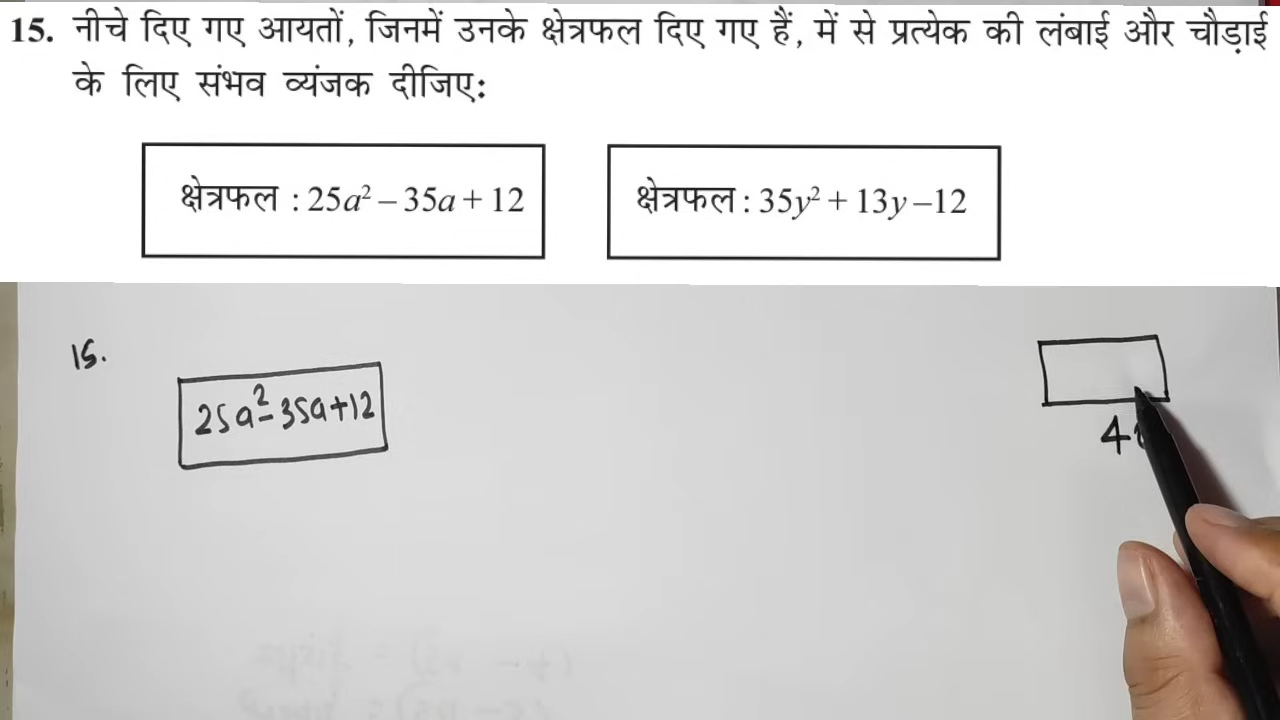 15. नीचे दिए गए आयतों, जिनमें उनके क्षेत्रफल दिए गए हैं, में से प्रत्येक की लंबाई और चौड़ाई
के लिए संभव व्यंजक दीजिए:
क्षेत्रफल : 25a² – 35a + 12
क्षेत्रफल : 35y² + 13y –12
15.
25a²-35a+12
4